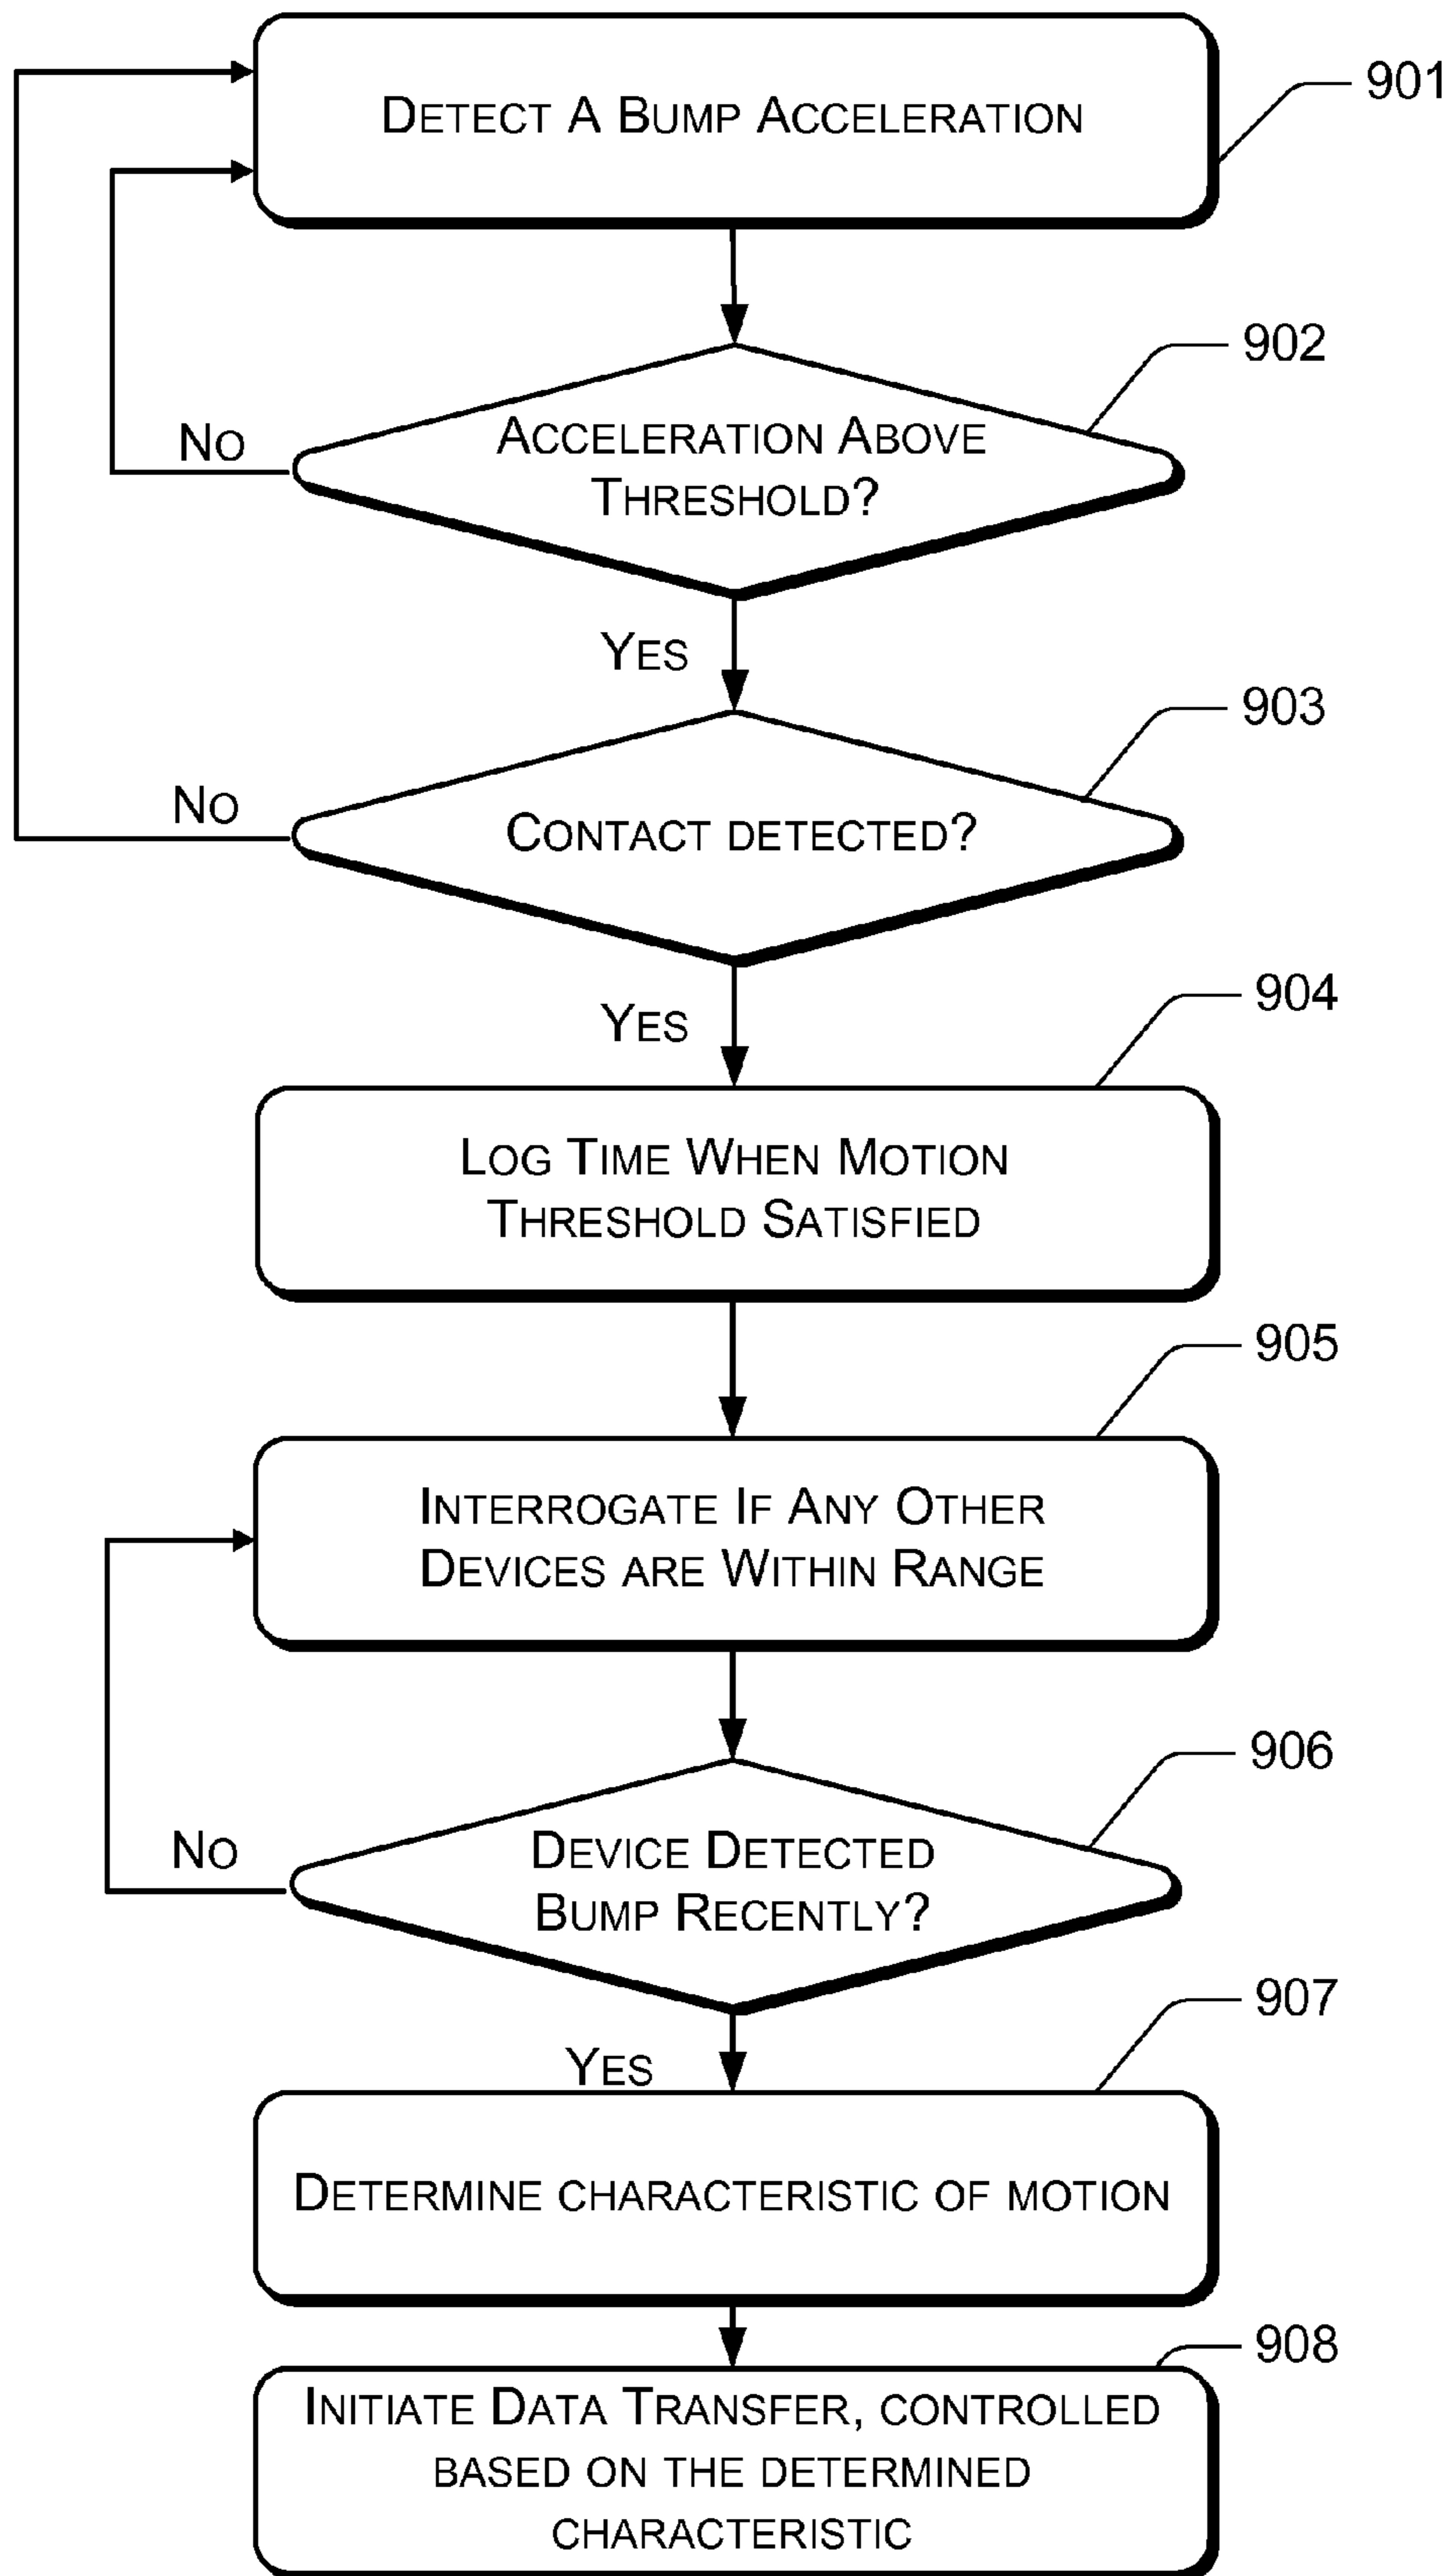 DETECT A BUMP ACCELERATION
901
902
ACCELERATION ABOVE
THRESHOLD?
NO
YES
903
CONTACT DETECTED?
NO
YES
904
LOG TIME WHEN MOTION
THRESHOLD SATISFIED
905
INTERROGATE IF ANY OTHER
DEVICES ARE WITHIN RANGE
906
DEVICE DETECTED
BUMP RECENTLY?
NO
YES
907
DETERMINE CHARACTERISTIC OF MOTION
908
INITIATE DATA TRANSFER, CONTROLLED
BASED ON THE DETERMINED
CHARACTERISTIC